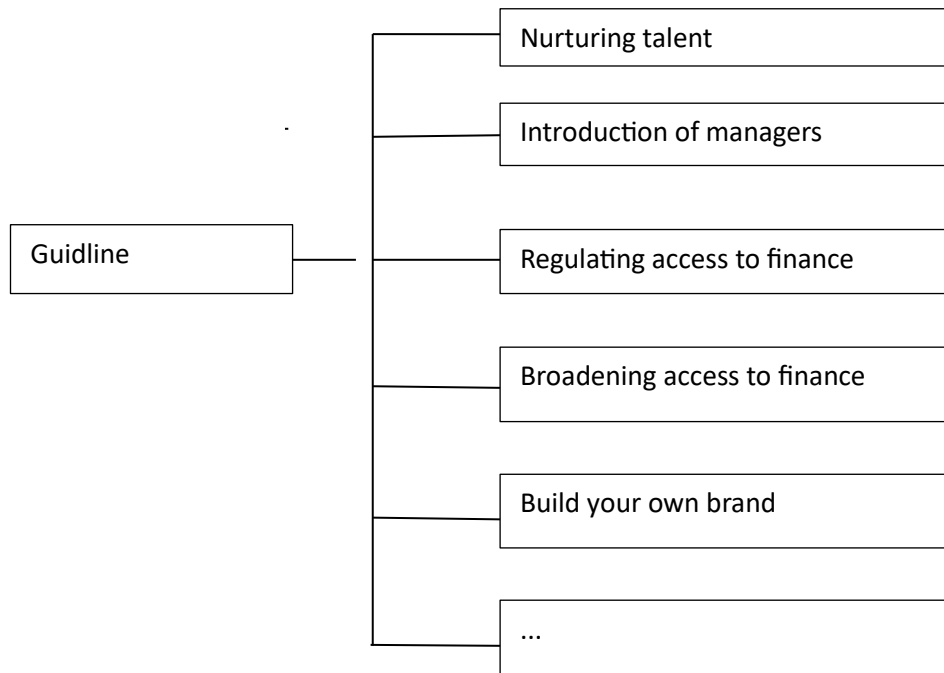 Nurturing talent
Introduction of managers
Guidline
Regulating access to finance
Broadening access to finance
Build your own brand
...